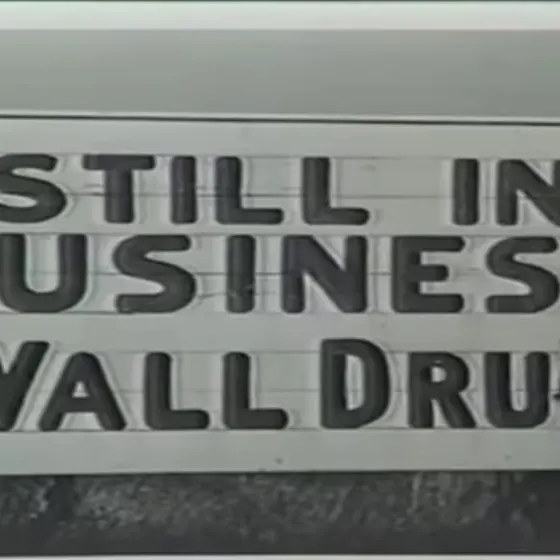 STILL IN
USINES
WALL DRU